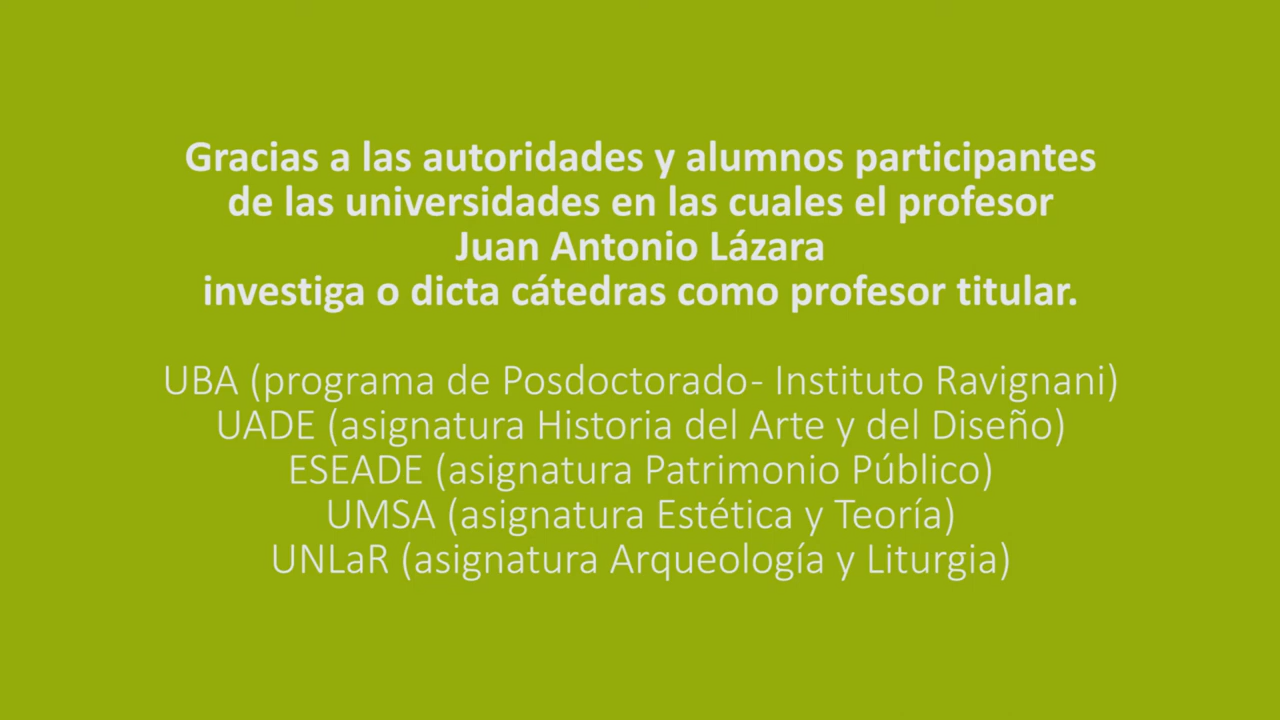 Gracias a las autoridades y alumnos participantes
de las universidades en las cuales el profesor
Juan Antonio Lázara
investiga o dicta cátedras como profesor titular.
UBA (programa de Posdoctorado- Instituto Ravignani)
UADE (asignatura Historia del Arte y del Diseño)
ESEADE (asignatura Patrimonio Público)
UMSA (asignatura Estética y Teoría)
UNLaR (asignatura Arqueología y Liturgia)